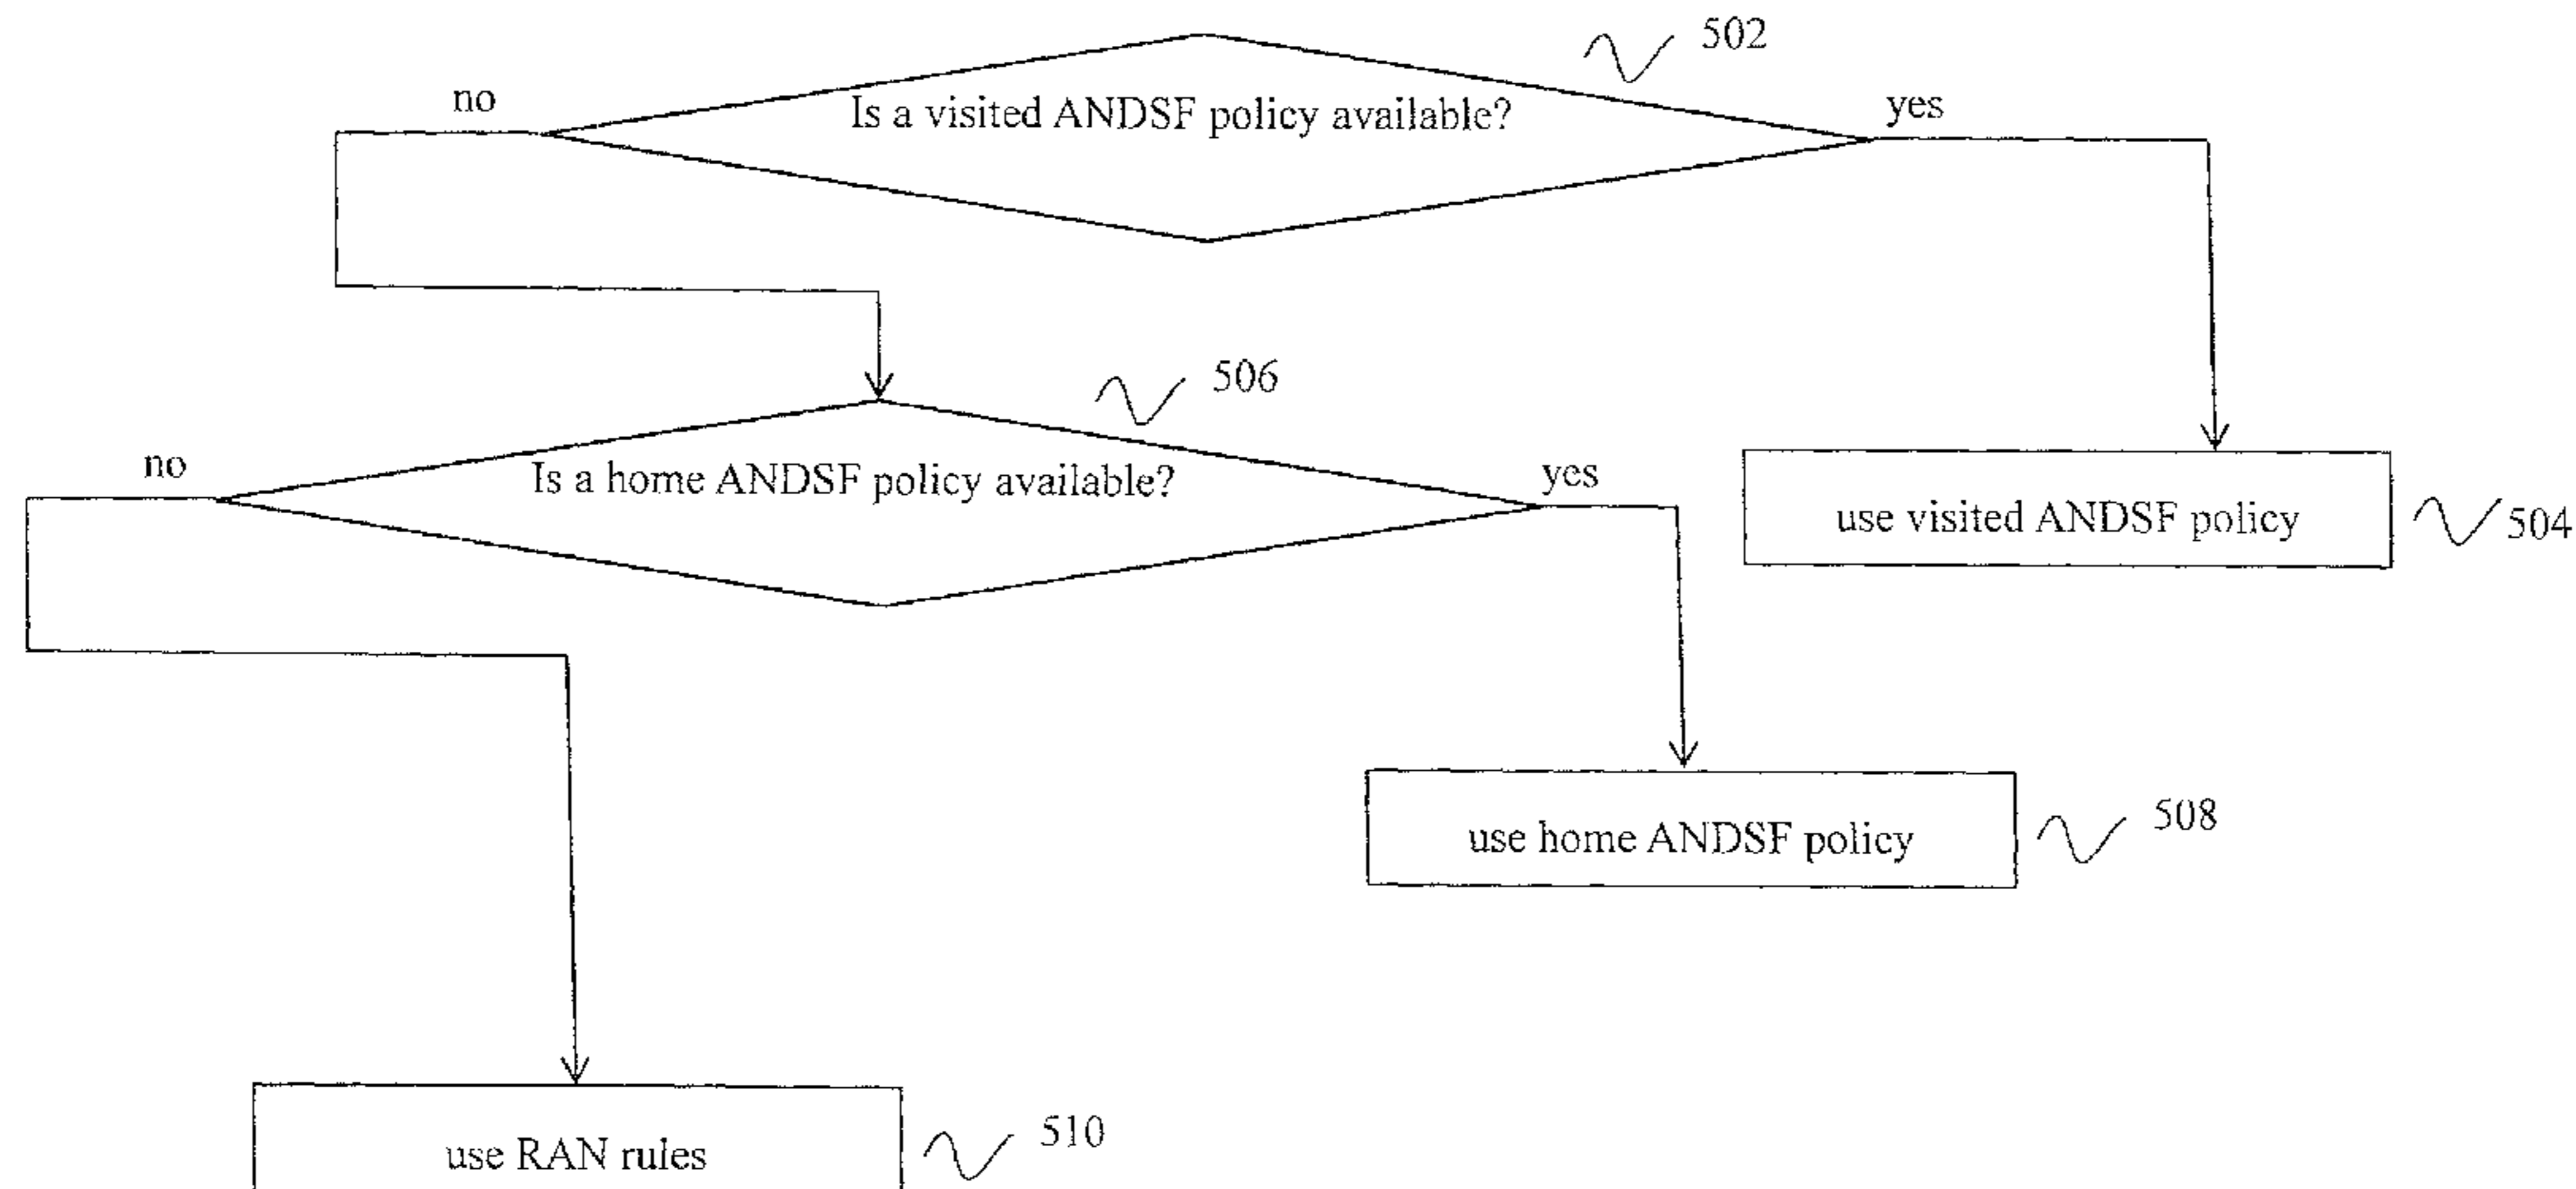 502
no
Is a visited ANDSF policy available?
yes
506
no
Is a home ANDSF policy available?
yes
use visited ANDSF policy
504
use home ANDSF policy
508
use RAN rules
510